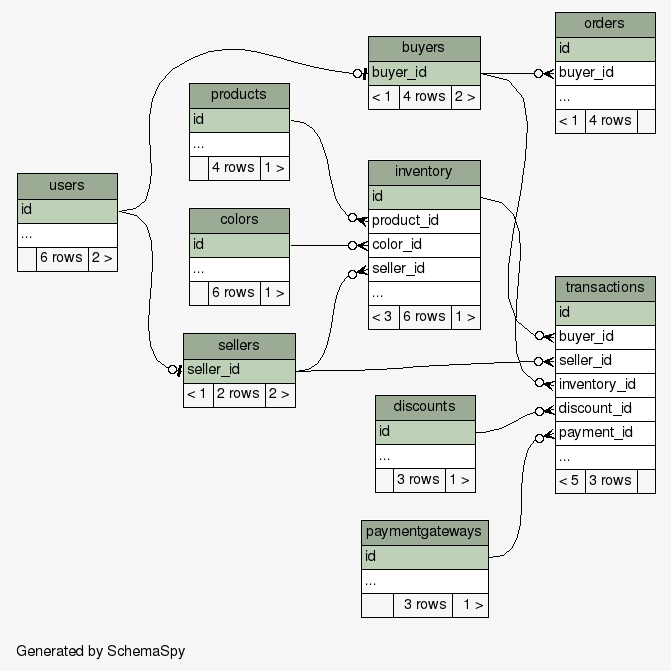 users
id
...
6 rows 2 >
products
id
...
4 rows 1 >
colors
id
...
6 rows 1 >
sellers
seller_id
< 1 2 rows 2 >
buyers
buyer_id
< 1 4 rows 2 >
inventory
id
product_id
color_id
seller_id
...
< 3 6 rows 1 >
discounts
id
...
3 rows 1 >
paymentgateways
id
...
3 rows 1 >
orders
id
buyer_id
...
< 1 4 rows
transactions
id
buyer_id
seller_id
inventory_id
discount_id
payment_id
...
< 5 3 rows
Generated by SchemaSpy